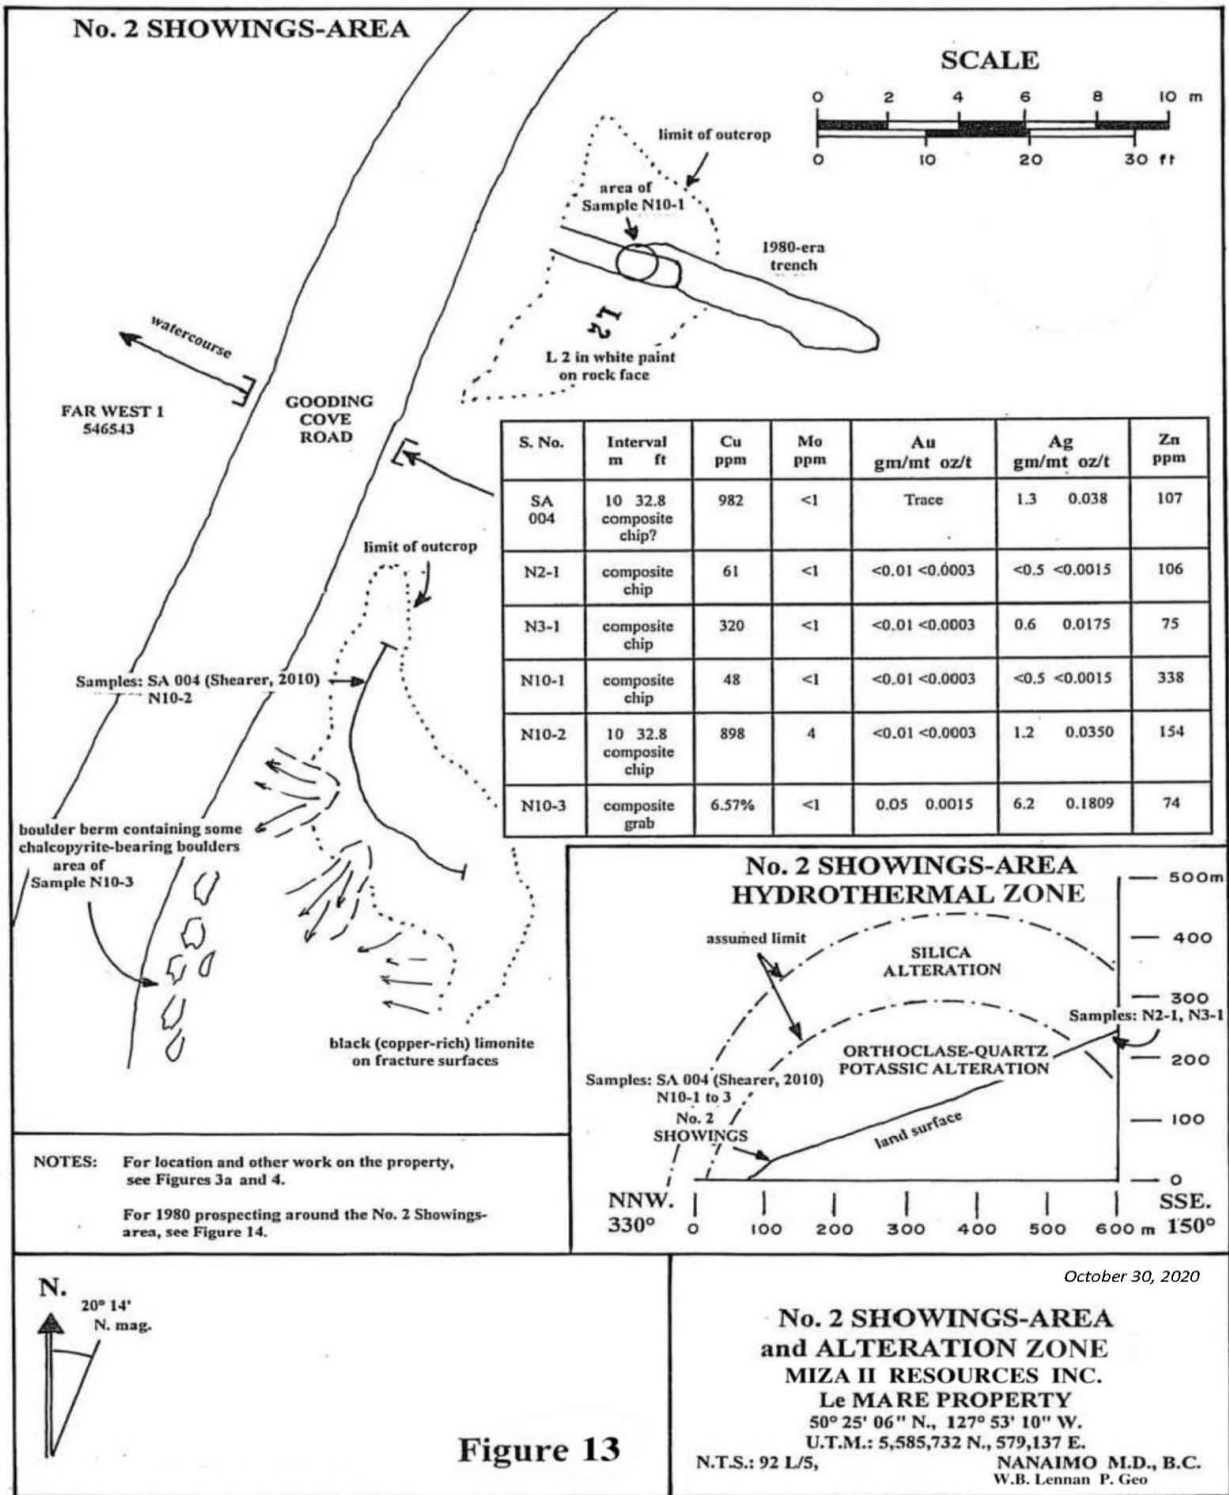 No. 2 SHOWINGS-AREA
SCALE
0 2 4 6 8 10 m
0 10 20 30 ft
limit of outcrop
area of
Sample N10-1
1980-era
trench
L 2
L 2 in white paint
on rock face
watercourse
FAR WEST 1
546543
GOODING
COVE
ROAD
S. No. Interval Cu Mo Au Ag Zn
m ft ppm ppm gm/mt oz/t gm/mt oz/t ppm
SA 10 32.8 982 <1 Trace 1.3 0.038 107
004 composite
chip?
N2-1 composite 61 <1 <0.01 <0.0003 <0.5 <0.0015 106
chip
N3-1 composite 320 <1 <0.01 <0.0003 0.6 0.0175 75
chip
N10-1 composite 48 <1 <0.01 <0.0003 <0.5 <0.0015 338
chip
N10-2 10 32.8 898 4 <0.01 <0.0003 1.2 0.0350 154
composite
chip
N10-3 composite 6.57% <1 0.05 0.0015 6.2 0.1809 74
grab
limit of outcrop
Samples: SA 004 (Shearer, 2010)
N10-2
boulder berm containing some
chalcopyrite-bearing boulders
area of
Sample N10-3
black (copper-rich) limonite
on fracture surfaces
No. 2 SHOWINGS-AREA
HYDROTHERMAL ZONE
500m
400
300
200
100
0
assumed limit
SILICA
ALTERATION
Samples: N2-1, N3-1
ORTHOCLASE-QUARTZ
POTASSIC ALTERATION
Samples: SA 004 (Shearer, 2010)
N10-1 to 3
No. 2
SHOWINGS
land surface
NNW. SSE.
330° 0 100 200 300 400 500 600 m 150°
NOTES: For location and other work on the property,
see Figures 3a and 4.
For 1980 prospecting around the No. 2 Showings-
area, see Figure 14.
N.
20° 14'
N. mag.
Figure 13
October 30, 2020
No. 2 SHOWINGS-AREA
and ALTERATION ZONE
MIZA II RESOURCES INC.
Le MARE PROPERTY
50° 25' 06" N., 127° 53' 10" W.
U.T.M.: 5,585,732 N., 579,137 E.
N.T.S.: 92 L/5, NANAIMO M.D., B.C.
W.B. Lennan P. Geo